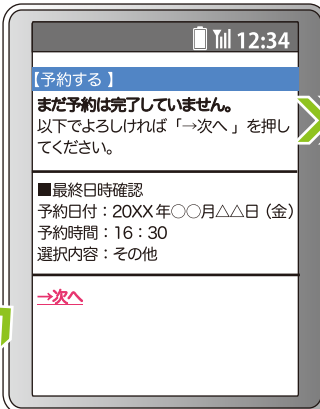 12:34
【予約する 】
まだ予約は完了していません。
以下でよろしければ「→次へ 」を押し
てください。
■最終日時確認
予約日付：20XX年○○月△△日（金）
予約時間：16：30
選択内容：その他
→次へ